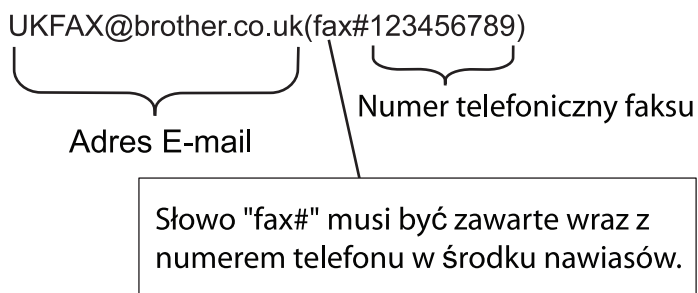 UKFAX@brother.co.uk(fax#123456789)
Numer telefoniczny faksu
Adres E-mail
Słowo "fax#" musi być zawarte wraz z
numerem telefonu w środku nawiasów.